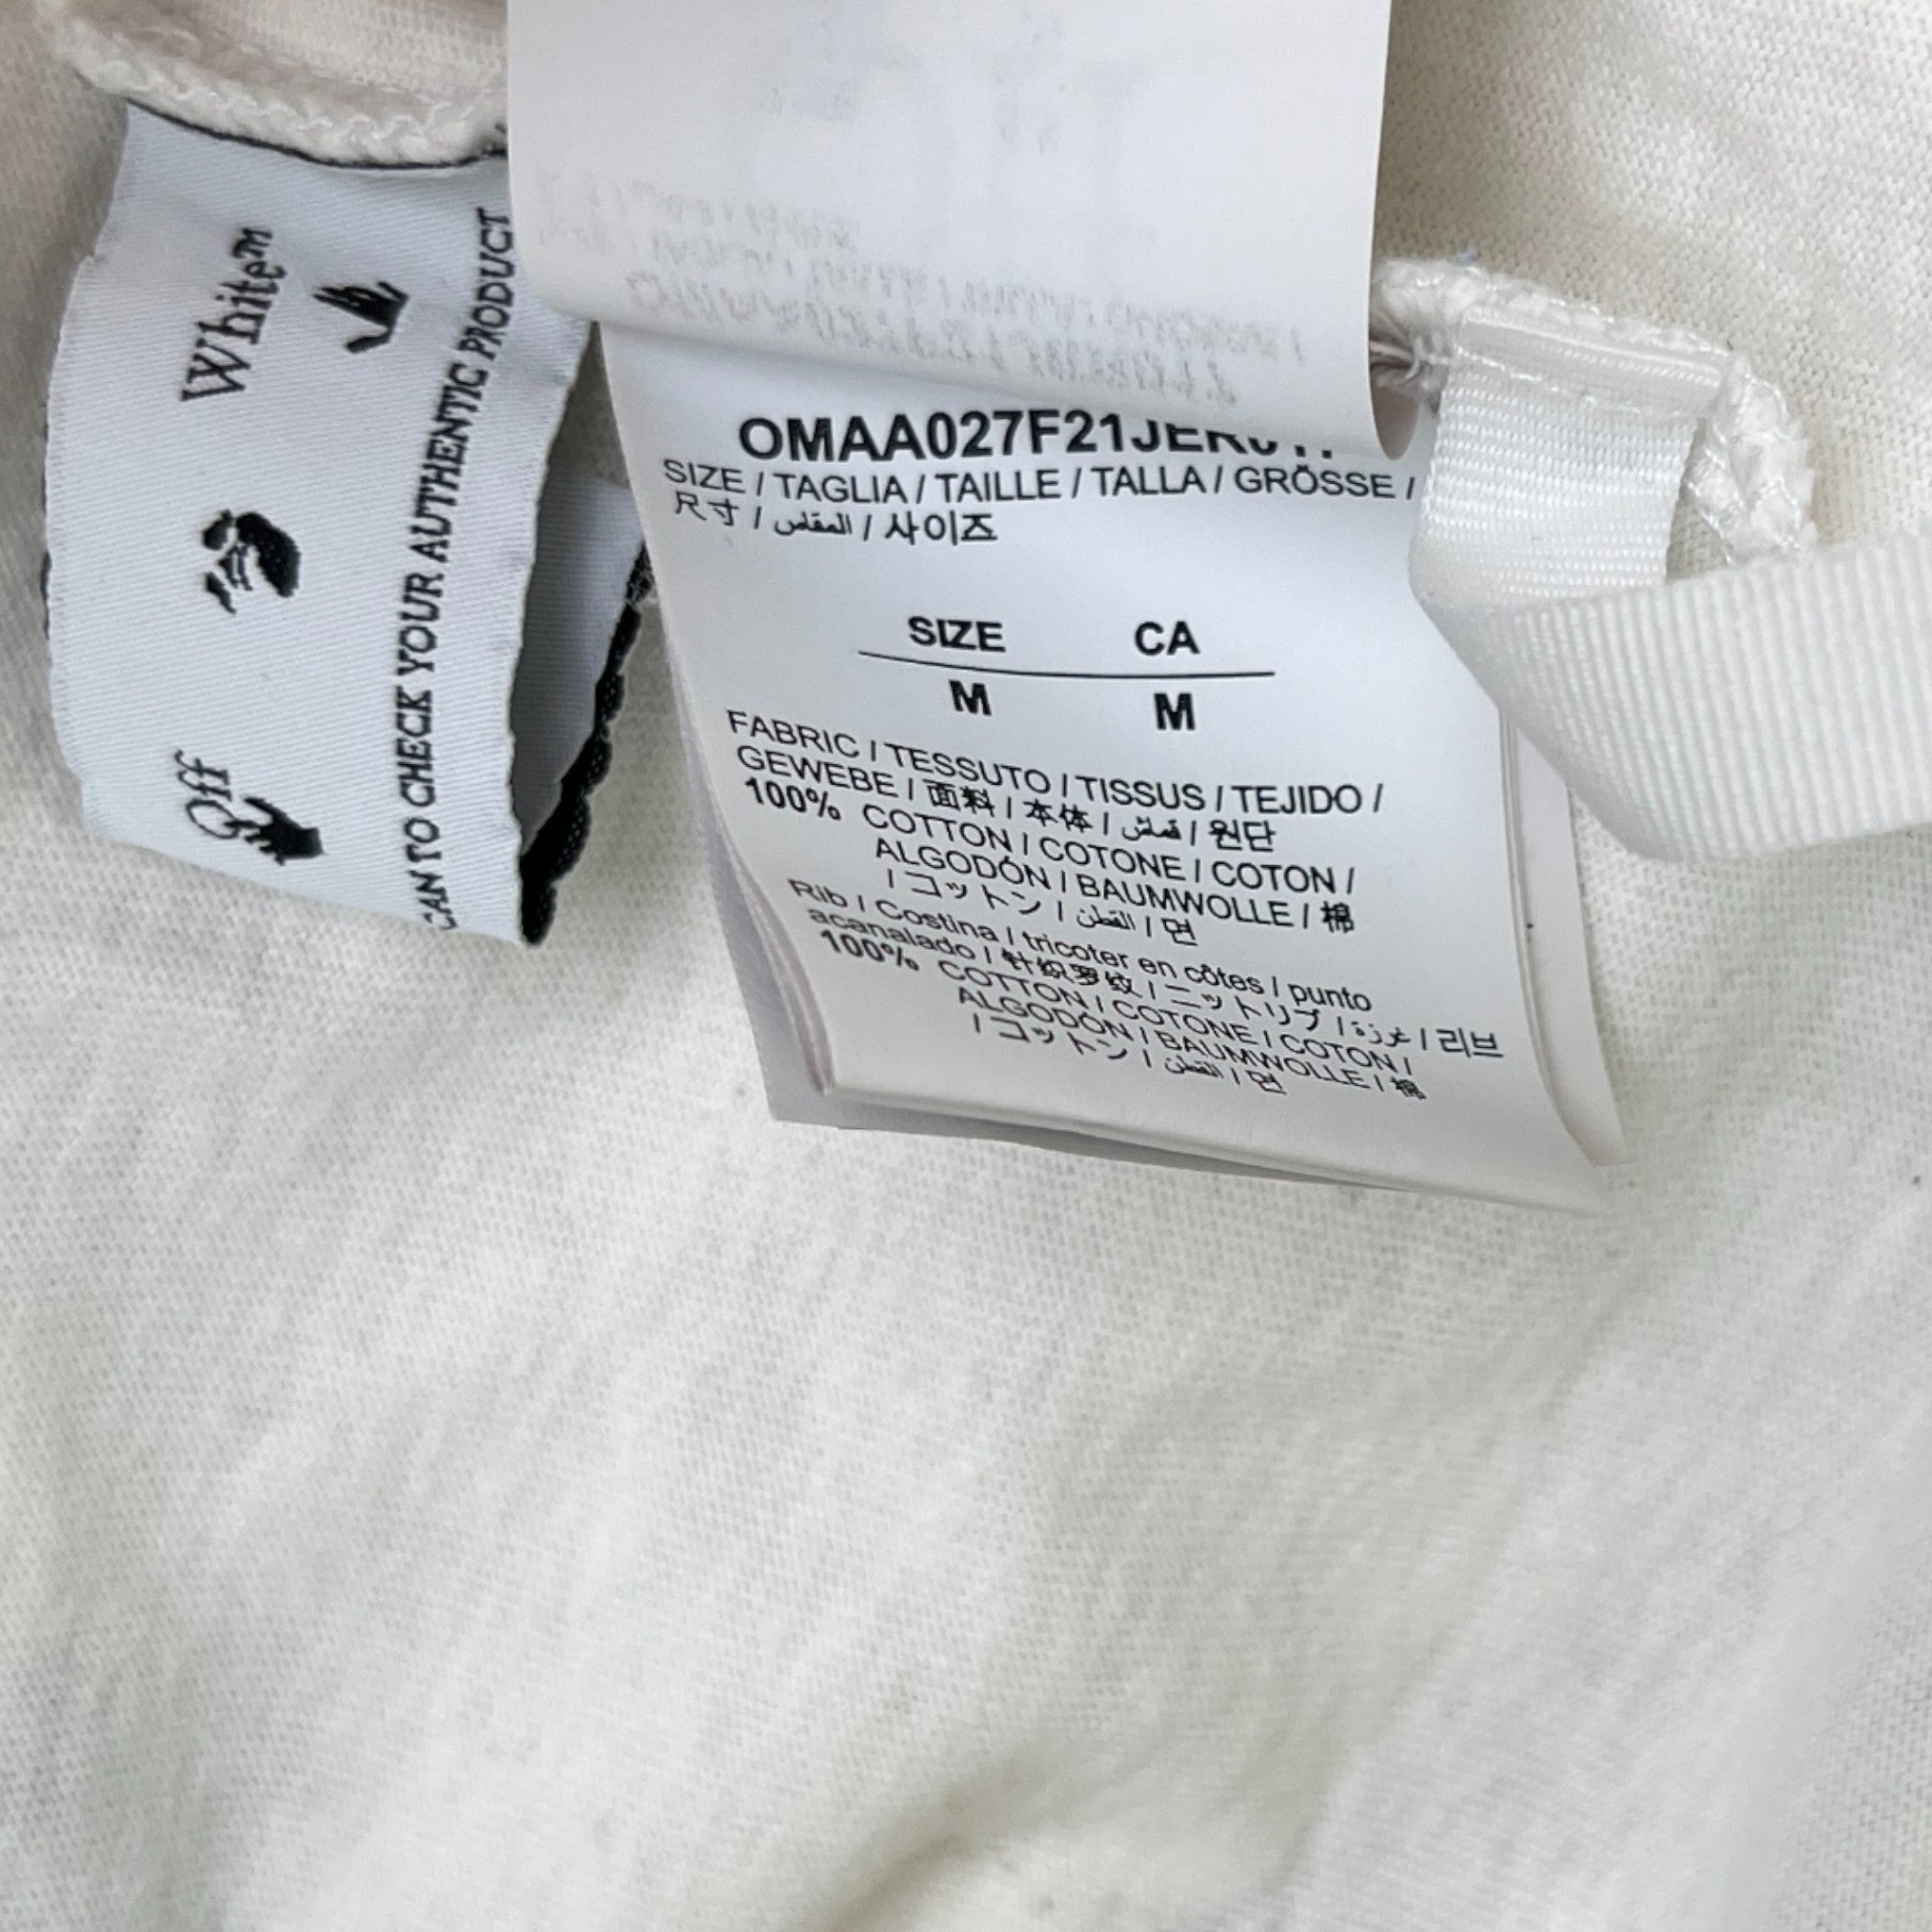 Off White™
CAN TO CHECK YOUR AUTHENTIC PRODUCT
OMAA027F21JER
SIZE / TAGLIA / TAILLE / TALLA / GRÖSSE /
尺寸 / المقاس / 사이즈
SIZE CA
M M
FABRIC / TESSUTO / TISSUS / TEJIDO /
GEWEBE / 面料 / 本体 / قماش / 원단
100% COTTON / COTONE / COTON /
ALGODÓN / BAUMWOLLE / 棉
/ コットン / القطن / 면
Rib / Costina / tricoter en côtes / punto
acanalado / 针织罗纹 / ニットリブ / غرزة / 리브
100% COTTON / COTONE / COTON /
ALGODÓN / BAUMWOLLE / 棉
/ コットン / القطن / 면